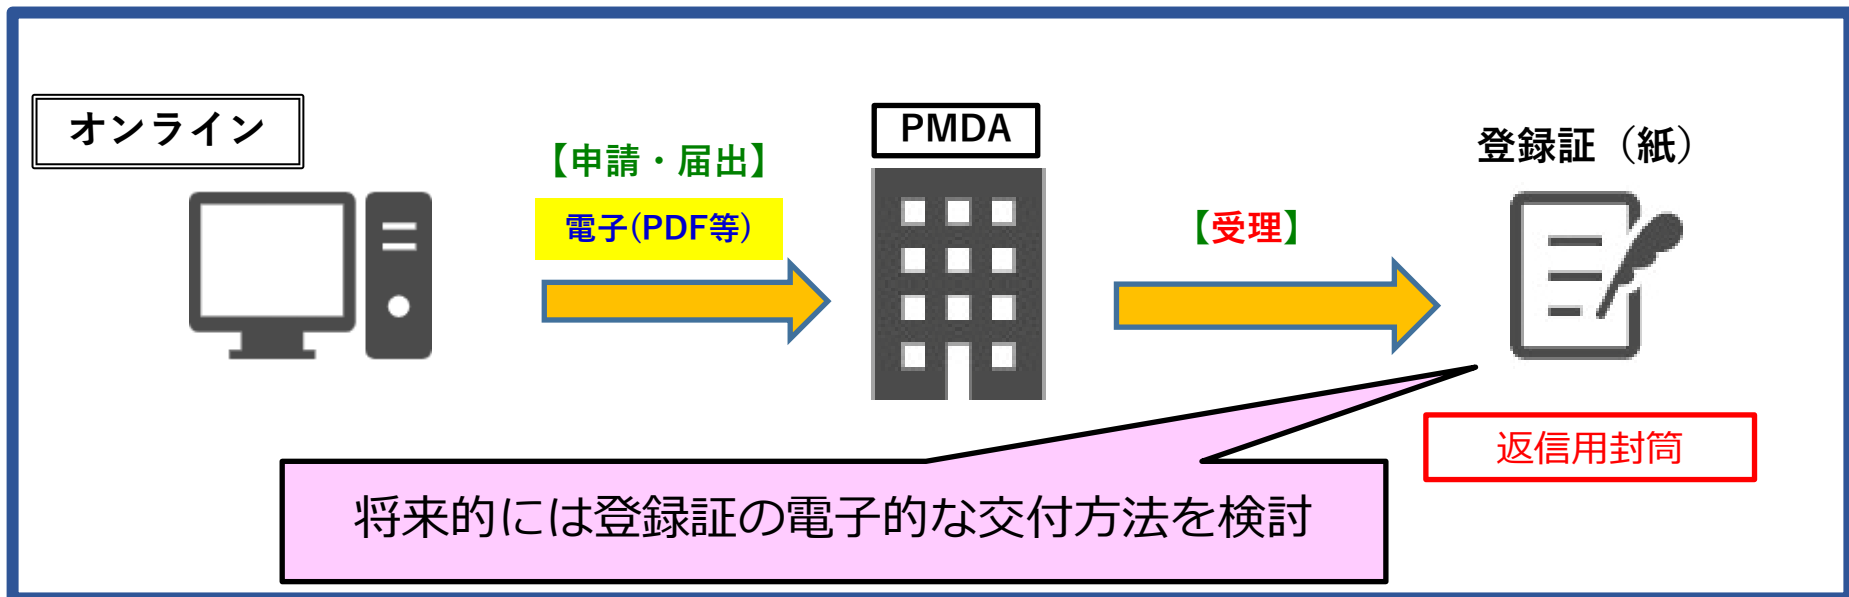 オンライン
【申請・届出】
電子(PDF等)
PMDA
【受理】
登録証（紙）
返信用封筒
将来的には登録証の電子的な交付方法を検討